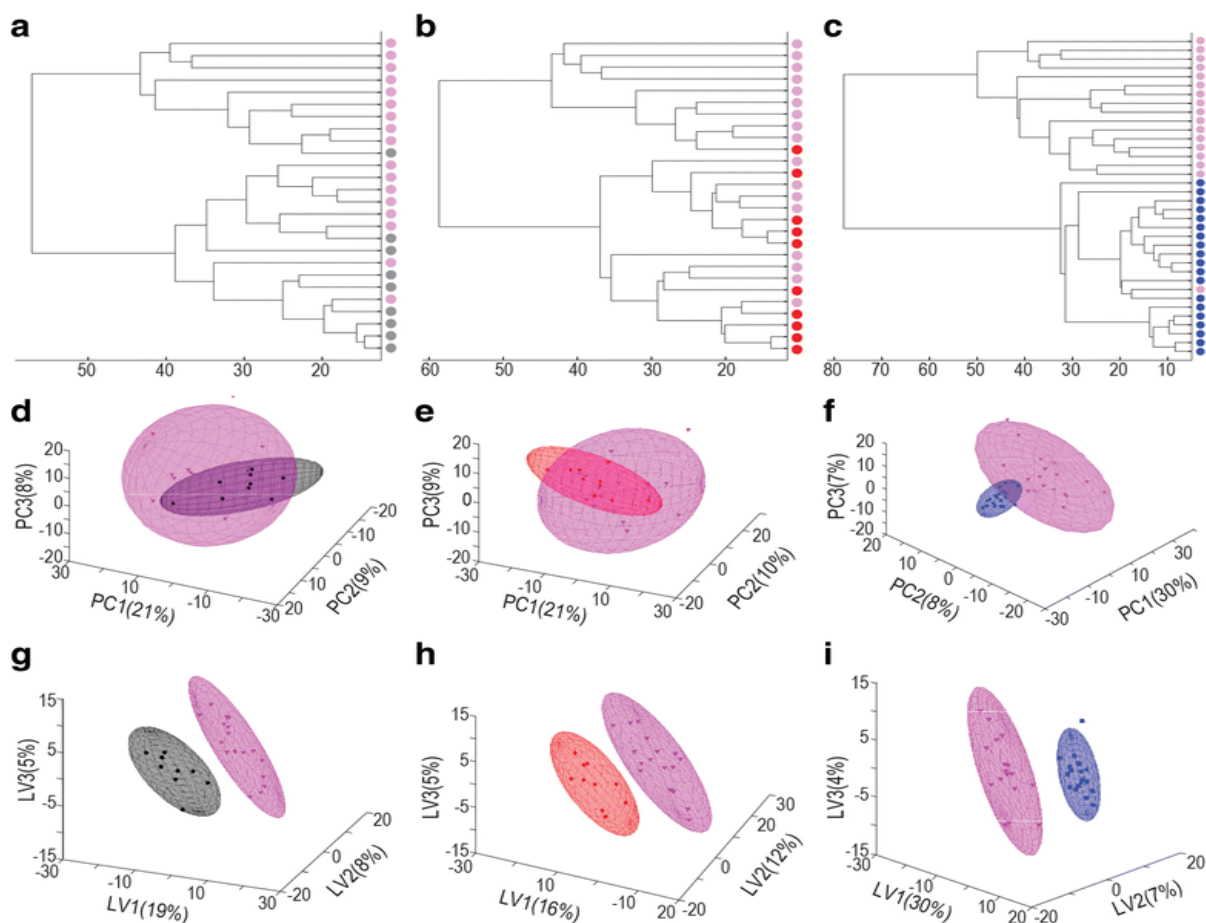 a b c
50 40 30 20
60 50 40 30 20
80 70 60 50 40 30 20 10
d e f
PC3(8%)
20
10
0
-10
-20
30 10 -10 -30
PC1(21%)
-20
-10
0
10
20
PC2(9%)
PC3(9%)
20
10
0
-10
-20
-30 -10 10 30
PC1(21%)
20
0
-20
PC2(10%)
PC3(7%)
20
10
0
-10
-20
20 10 0 -10 -20 -30
PC2(8%)
30
10
-10
-30
PC1(30%)
g h i
LV3(5%)
15
5
-5
-15
-30 -10 10 30
LV1(19%)
20
0
-20
LV2(8%)
LV3(5%)
15
5
-5
-15
-30 10 10 20
LV1(16%)
30
20
0
-20
LV2(12%)
LV3(4%)
15
5
-5
-15
-30 -10 10 20
LV1(30%)
20
0
-20
LV2(7%)